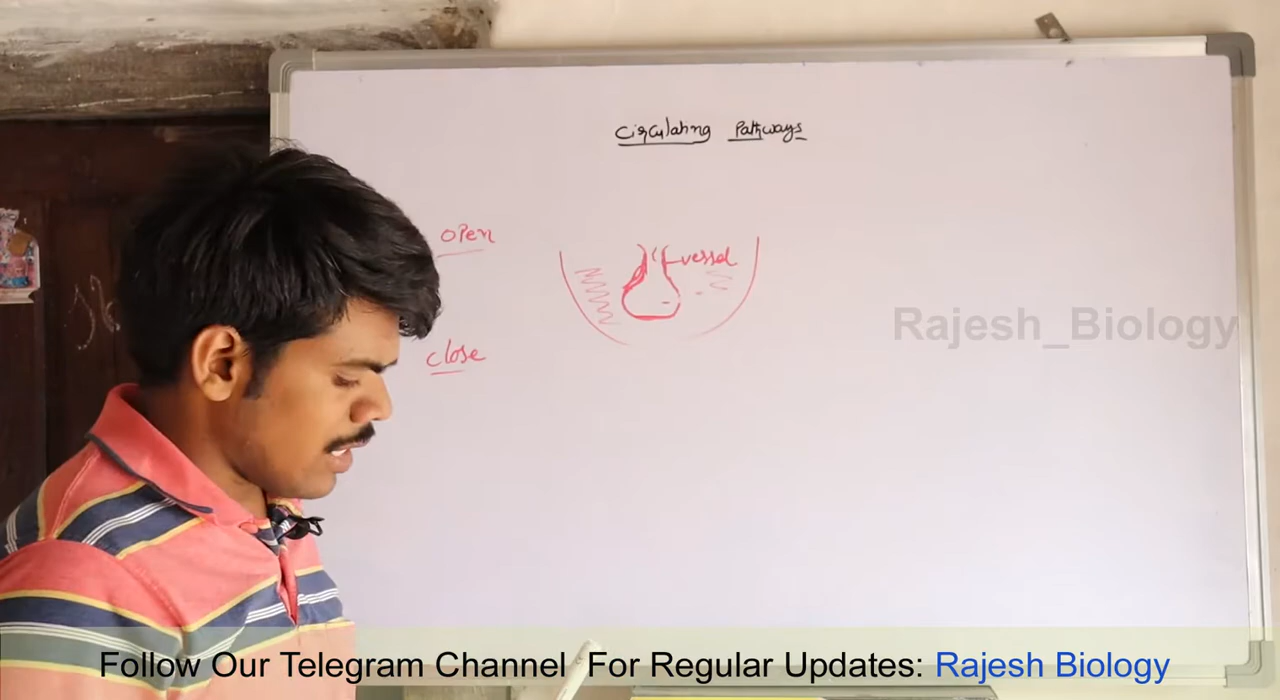 Circulating Pathways
open
vessel
Rajesh_Biology
close
Follow Our Telegram Channel For Regular Updates: Rajesh Biology